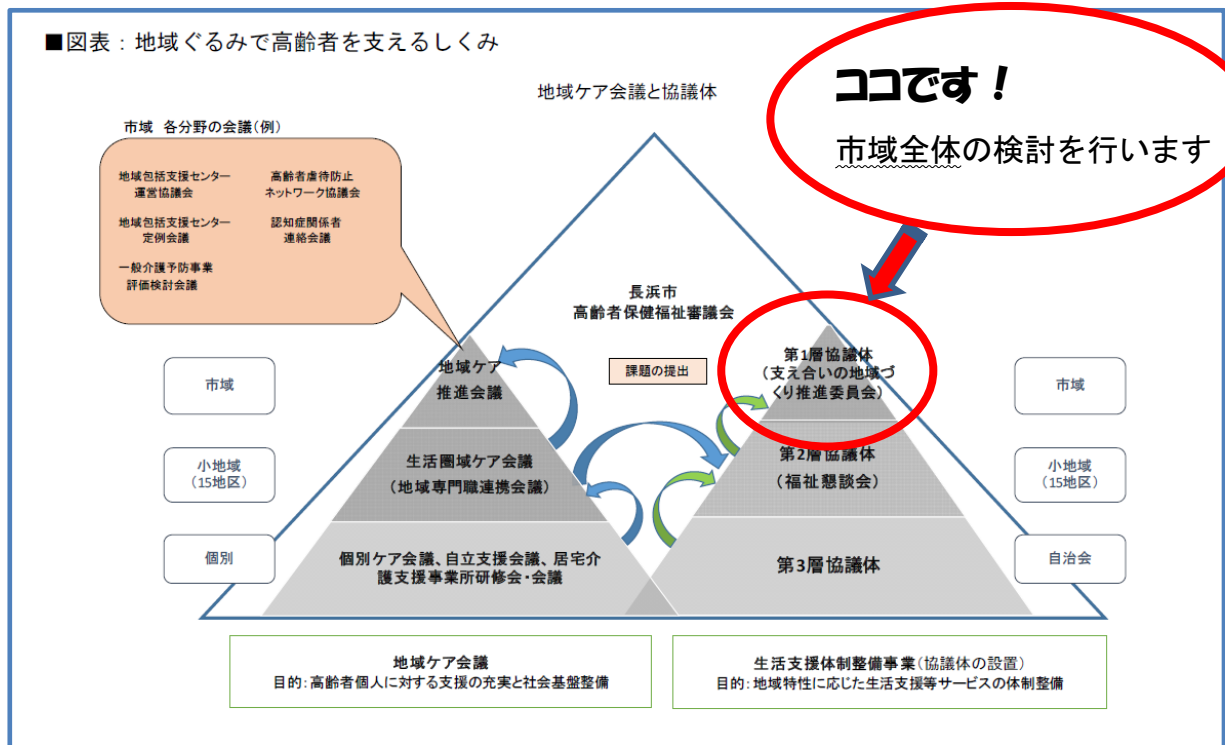 ■図表：地域ぐるみで高齢者を支えるしくみ
ココです！
市域全体の検討を行います
地域ケア会議と協議体
市域 各分野の会議(例)
地域包括支援センター
運営協議会
高齢者虐待防止
ネットワーク協議会
地域包括支援センター
定例会議
認知症関係者
連絡会議
一般介護予防事業
評価検討会議
長浜市
高齢者保健福祉審議会
課題の提出
市域
地域ケア
推進会議
第1層協議体
(支え合いの地域づ
くり推進委員会)
市域
小地域
(15地区)
生活圏域ケア会議
(地域専門職連携会議)
第2層協議体
(福祉懇談会)
小地域
(15地区)
個別
個別ケア会議、自立支援会議、居宅介
護支援事業所研修会・会議
第3層協議体
自治会
地域ケア会議
目的：高齢者個人に対する支援の充実と社会基盤整備
生活支援体制整備事業(協議体の設置)
目的：地域特性に応じた生活支援等サービスの体制整備